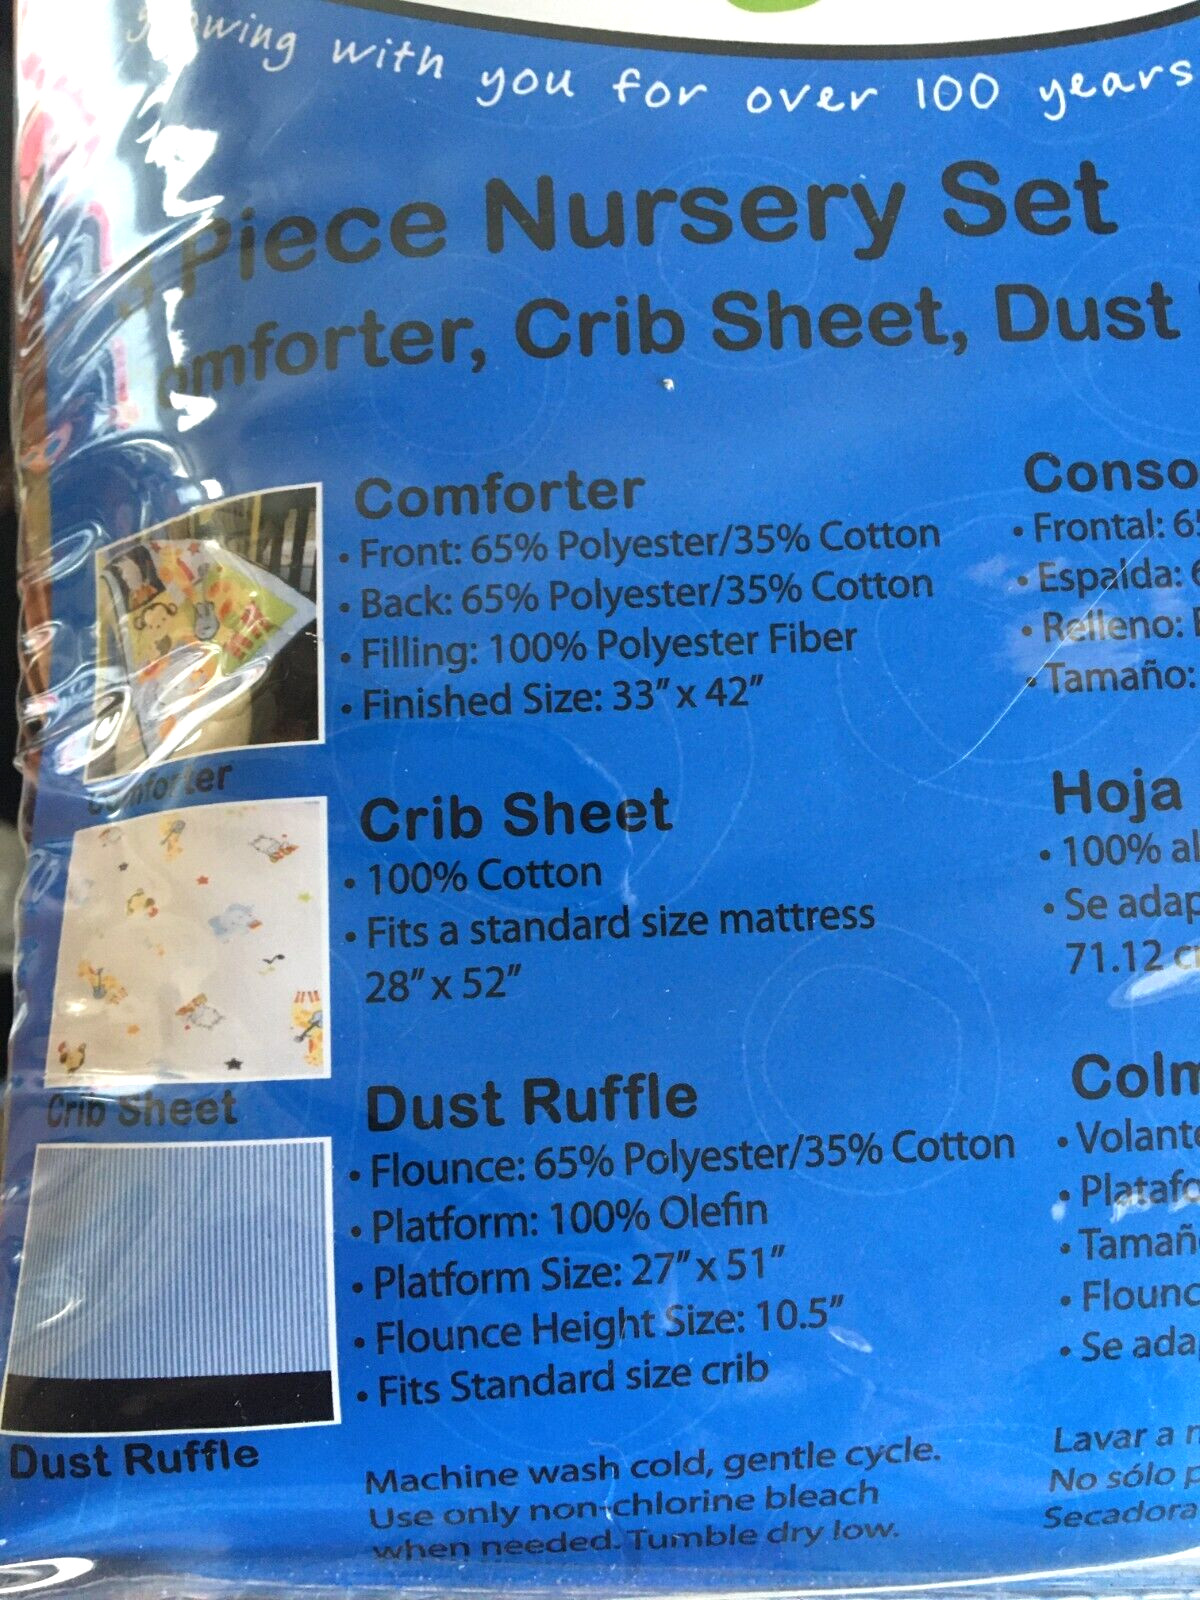 growing with you for over 100 years
Piece Nursery Set
omforter, Crib Sheet, Dust
Comforter
• Front: 65% Polyester/35% Cotton
• Back: 65% Polyester/35% Cotton
• Filling: 100% Polyester Fiber
• Finished Size: 33" x 42"
Comforter
Crib Sheet
• 100% Cotton
• Fits a standard size mattress
28" x 52"
Crib Sheet
Dust Ruffle
• Flounce: 65% Polyester/35% Cotton
• Platform: 100% Olefin
• Platform Size: 27" x 51"
• Flounce Height Size: 10.5"
• Fits Standard size crib
Dust Ruffle
Machine wash cold, gentle cycle.
Use only non-chlorine bleach
when needed. Tumble dry low.
Conso
• Frontal: 65
• Espalda: 6
• Relleno:
• Tamaño:
Hoja
• 100% al
• Se adap
71.12 c
Colm
• Volant
• Platafo
• Tamañ
• Flounc
• Se ada
Lavar a
No sólo p
Secadora